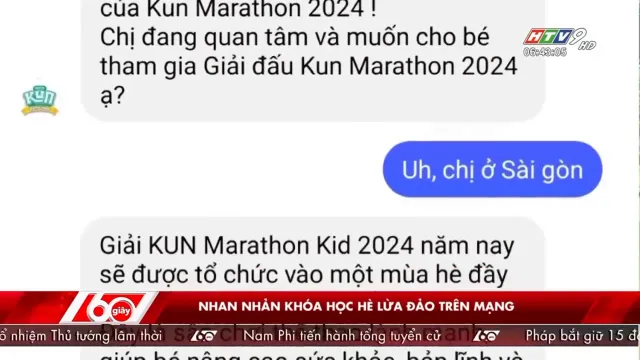 của Kun Marathon 2024 !
Chị đang quan tâm và muốn cho bé
tham gia Giải đấu Kun Marathon 2024
ạ?
HTV9 HD
06:43:05
KUN
Uh, chị ở Sài gòn
Giải KUN Marathon Kid 2024 năm nay
sẽ được tổ chức vào một mùa hè đầy
60 giây
NHAN NHẢN KHÓA HỌC HÈ LỪA ĐẢO TRÊN MẠNG
ổ nhiệm Thủ tướng lâm thời 60 Nam Phi tiến hành tổng tuyển cử 60 Pháp bắt giữ 15 đ
giúp bé nâng cao sức khỏe, bản lĩnh và